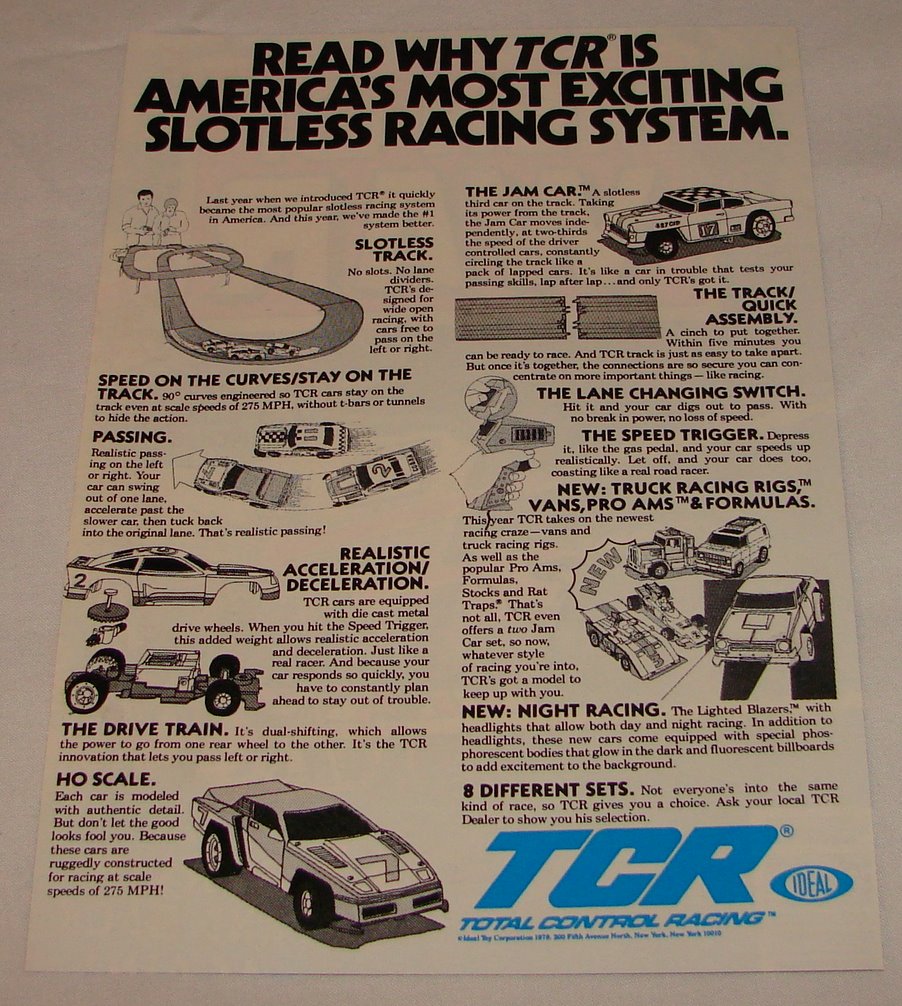 READ WHY TCR® IS
AMERICA'S MOST EXCITING
SLOTLESS RACING SYSTEM.
Last year when we introduced TCR® it quickly
became the most popular slotless racing system
in America. And this year, we've made the #1
system better.
SLOTLESS
TRACK.
No slots. No lane
dividers.
TCR's de-
signed for
wide open
racing, with
cars free to
pass on the
left or right.
SPEED ON THE CURVES/STAY ON THE
TRACK. 90° curves engineered so TCR cars stay on the
track even at scale speeds of 275 MPH, without t-bars or tunnels
to hide the action.
PASSING.
Realistic pass-
ing on the left
or right. Your
car can swing
out of one lane,
accelerate past the
slower car, then tuck back
into the original lane. That's realistic passing!
2
2
REALISTIC
ACCELERATION/
DECELERATION.
TCR cars are equipped
with die cast metal
drive wheels. When you hit the Speed Trigger,
this added weight allows realistic acceleration
and deceleration. Just like a
real racer. And because your
car responds so quickly, you
have to constantly plan
ahead to stay out of trouble.
THE DRIVE TRAIN. It's dual-shifting, which allows
the power to go from one rear wheel to the other. It's the TCR
innovation that lets you pass left or right.
HO SCALE.
Each car is modeled
with authentic detail.
But don't let the good
looks fool you. Because
these cars are
ruggedly constructed
for racing at scale
speeds of 275 MPH!
7
THE JAM CAR.™ A slotless
third car on the track. Taking
its power from the track,
the Jam Car moves inde-
pendently, at two-thirds
the speed of the driver
controlled cars, constantly
circling the track like a
pack of lapped cars. It's like a car in trouble that tests your
passing skills, lap after lap...and only TCR's got it.
17
THE TRACK/
QUICK
ASSEMBLY.
A cinch to put together.
Within five minutes you
can be ready to race. And TCR track is just as easy to take apart.
But once it's together, the connections are so secure you can con-
centrate on more important things — like racing.
THE LANE CHANGING SWITCH.
Hit it and your car digs out to pass. With
no break in power, no loss of speed.
THE SPEED TRIGGER. Depress
it, like the gas pedal, and your car speeds up
realistically. Let off, and your car does too,
coasting like a real road racer.
NEW: TRUCK RACING RIGS,™
VANS, PRO AMS™ & FORMULAS.
This year TCR takes on the newest
racing craze—vans and
truck racing rigs.
As well as the
popular Pro Ams,
Formulas,
Stocks and Rat
Traps.® That's
not all, TCR even
offers a two Jam
Car set, so now,
whatever style
of racing you're into,
TCR's got a model to
keep up with you.
NEW
NEW: NIGHT RACING. The Lighted Blazers,™ with
headlights that allow both day and night racing. In addition to
headlights, these new cars come equipped with special phos-
phorescent bodies that glow in the dark and fluorescent billboards
to add excitement to the background.
8 DIFFERENT SETS. Not everyone's into the same
kind of race, so TCR gives you a choice. Ask your local TCR
Dealer to show you his selection.
TCR®
IDEAL
TOTAL CONTROL RACING™
©Ideal Toy Corporation 1979. 200 Fifth Avenue North, New York, New York 10010